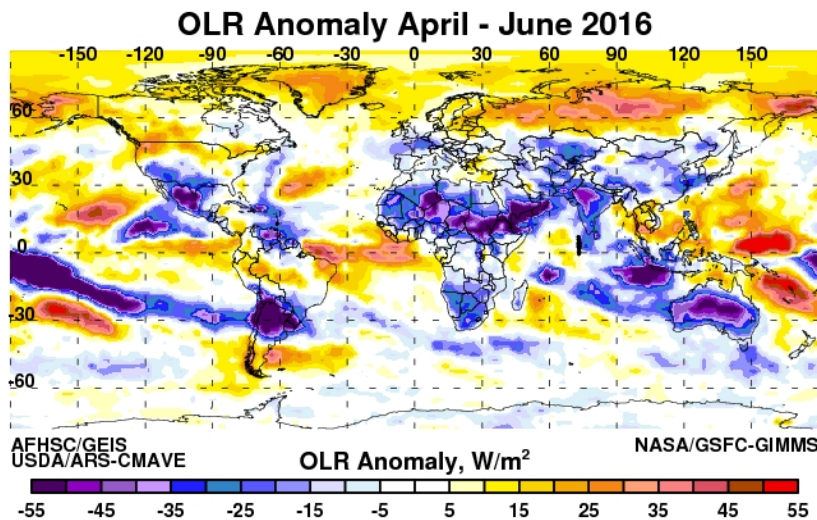 OLR Anomaly April - June 2016
-150 -120 -90 -60 -30 0 30 60 90 120 150
60
30
0
-30
-60
AFHSC/GEIS NASA/GSFC-GIMMS
USDA/ARS-CMAVE
OLR Anomaly, W/m²
-55 -45 -35 -25 -15 -5 5 15 25 35 45 55